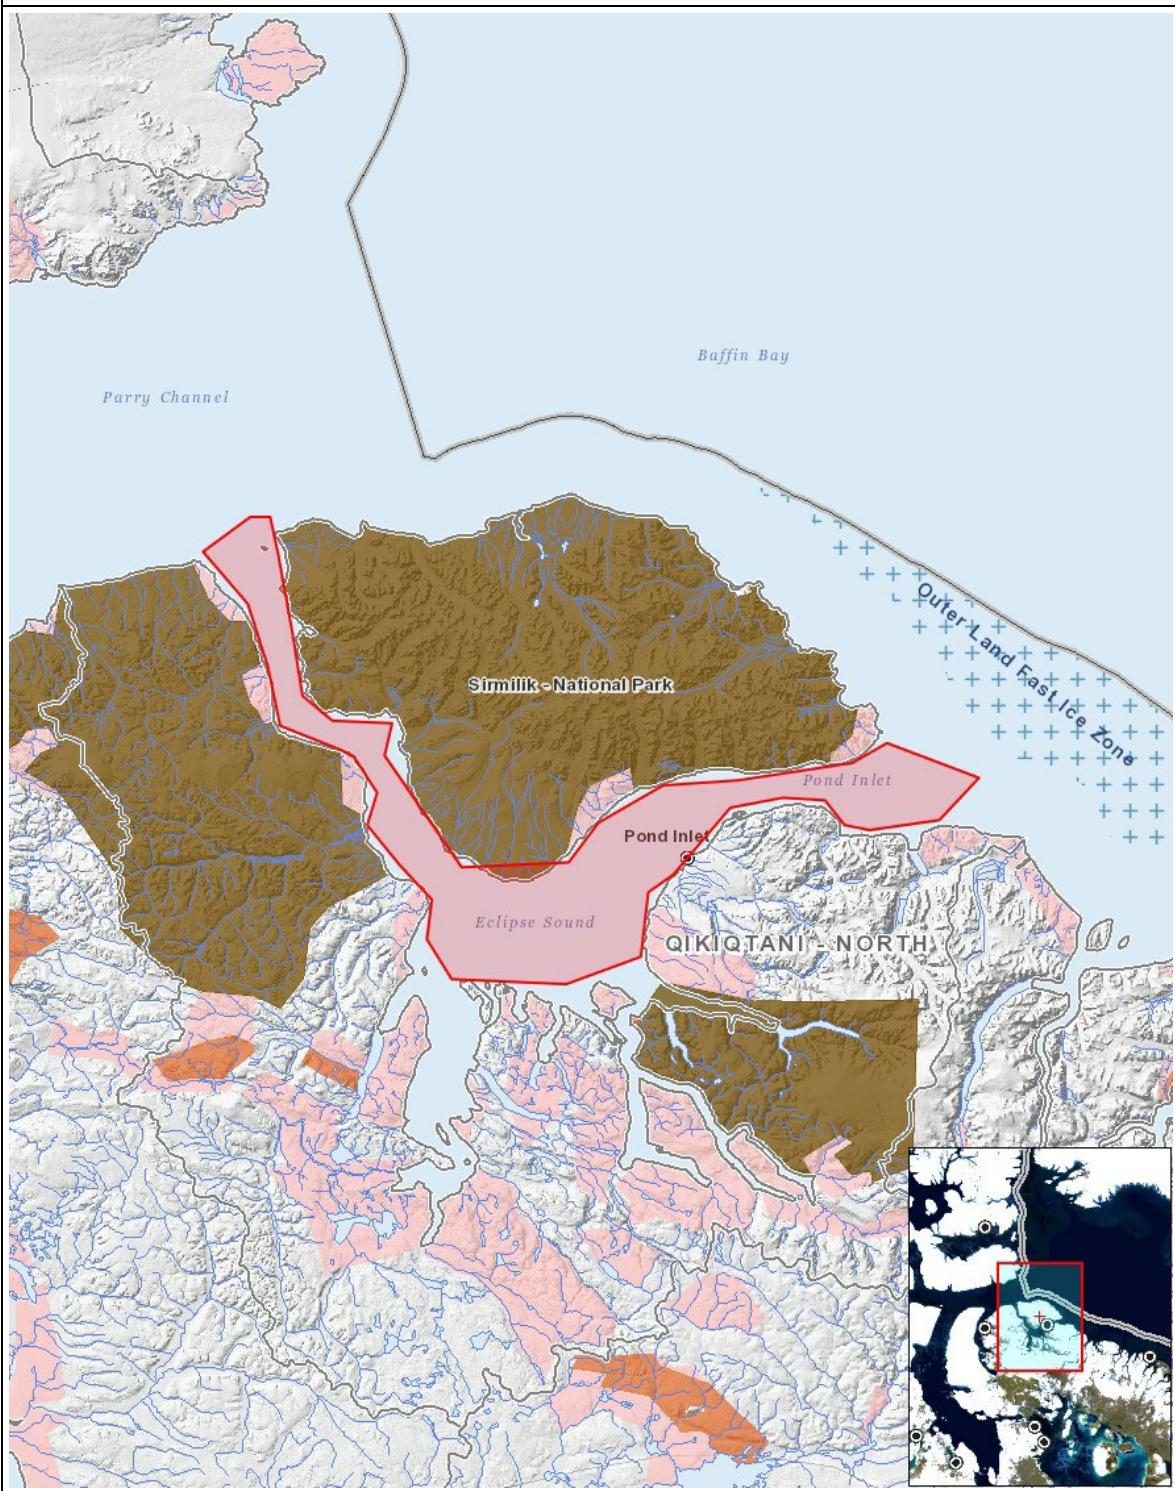 Baffin Bay
Parry Channel
Outer Land Fast Ice Zone
Sirmilik - National Park
Pond Inlet
Pond Inlet
Eclipse Sound
QIKIQTANI - NORTH